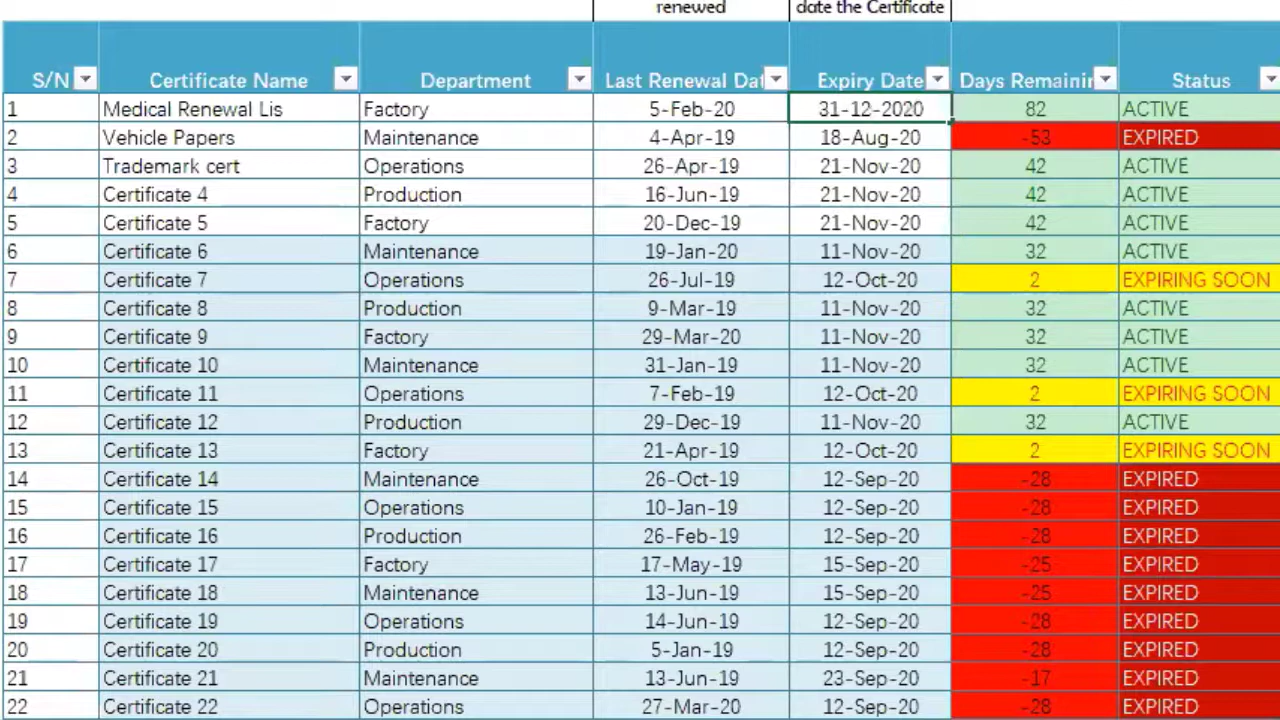 renewed date the Certificate
S/N Certificate Name Department Last Renewal Dat Expiry Date Days Remainin Status
1 Medical Renewal Lis Factory 5-Feb-20 31-12-2020 82 ACTIVE
2 Vehicle Papers Maintenance 4-Apr-19 18-Aug-20 -53 EXPIRED
3 Trademark cert Operations 26-Apr-19 21-Nov-20 42 ACTIVE
4 Certificate 4 Production 16-Jun-19 21-Nov-20 42 ACTIVE
5 Certificate 5 Factory 20-Dec-19 21-Nov-20 42 ACTIVE
6 Certificate 6 Maintenance 19-Jan-20 11-Nov-20 32 ACTIVE
7 Certificate 7 Operations 26-Jul-19 12-Oct-20 2 EXPIRING SOON
8 Certificate 8 Production 9-Mar-19 11-Nov-20 32 ACTIVE
9 Certificate 9 Factory 29-Mar-20 11-Nov-20 32 ACTIVE
10 Certificate 10 Maintenance 31-Jan-19 11-Nov-20 32 ACTIVE
11 Certificate 11 Operations 7-Feb-19 12-Oct-20 2 EXPIRING SOON
12 Certificate 12 Production 29-Dec-19 11-Nov-20 32 ACTIVE
13 Certificate 13 Factory 21-Apr-19 12-Oct-20 2 EXPIRING SOON
14 Certificate 14 Maintenance 26-Oct-19 12-Sep-20 -28 EXPIRED
15 Certificate 15 Operations 10-Jan-19 12-Sep-20 -28 EXPIRED
16 Certificate 16 Production 26-Feb-19 12-Sep-20 -28 EXPIRED
17 Certificate 17 Factory 17-May-19 15-Sep-20 -25 EXPIRED
18 Certificate 18 Maintenance 13-Jun-19 15-Sep-20 -25 EXPIRED
19 Certificate 19 Operations 14-Jun-19 12-Sep-20 -28 EXPIRED
20 Certificate 20 Production 5-Jan-19 12-Sep-20 -28 EXPIRED
21 Certificate 21 Maintenance 13-Jun-19 23-Sep-20 -17 EXPIRED
22 Certificate 22 Operations 27-Mar-20 12-Sep-20 -28 EXPIRED